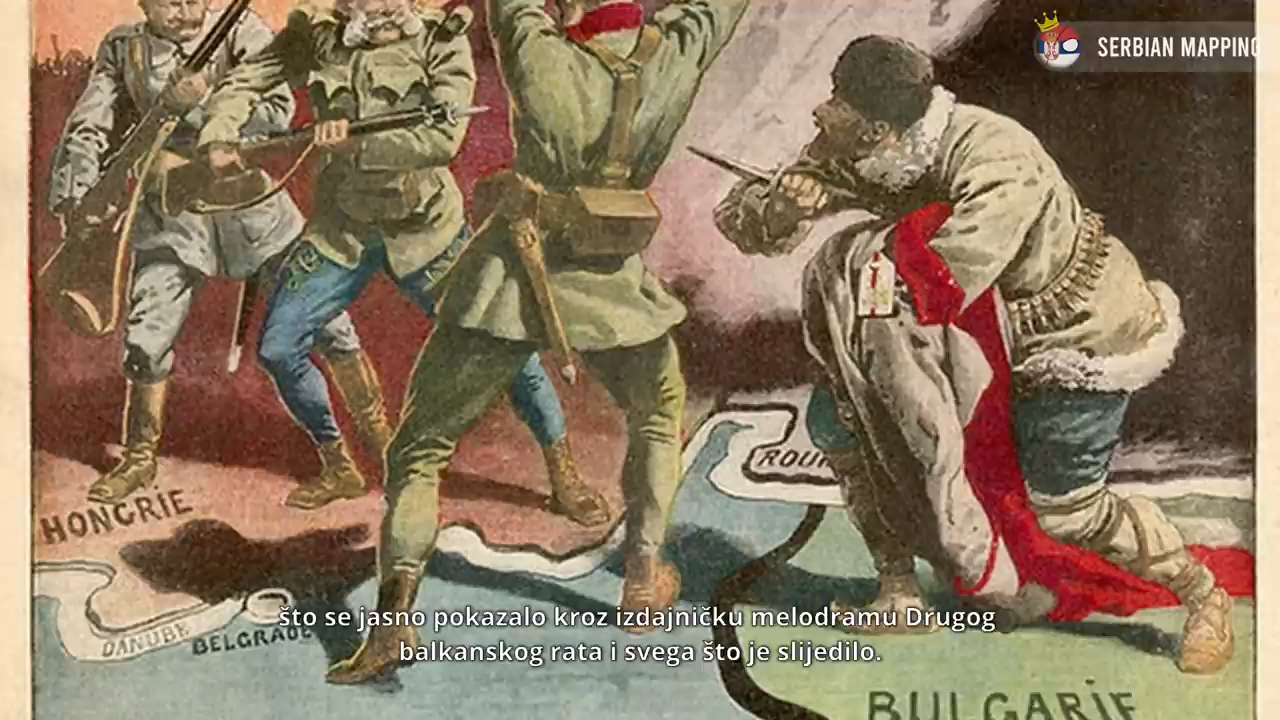 SERBIAN MAPPING
ROUM
HONGRIE
DANUBE
BELGRADE
što se jasno pokazalo kroz izdajničku melodramu Drugog
balkanskog rata i svega što je slijedilo.
BULGARIE